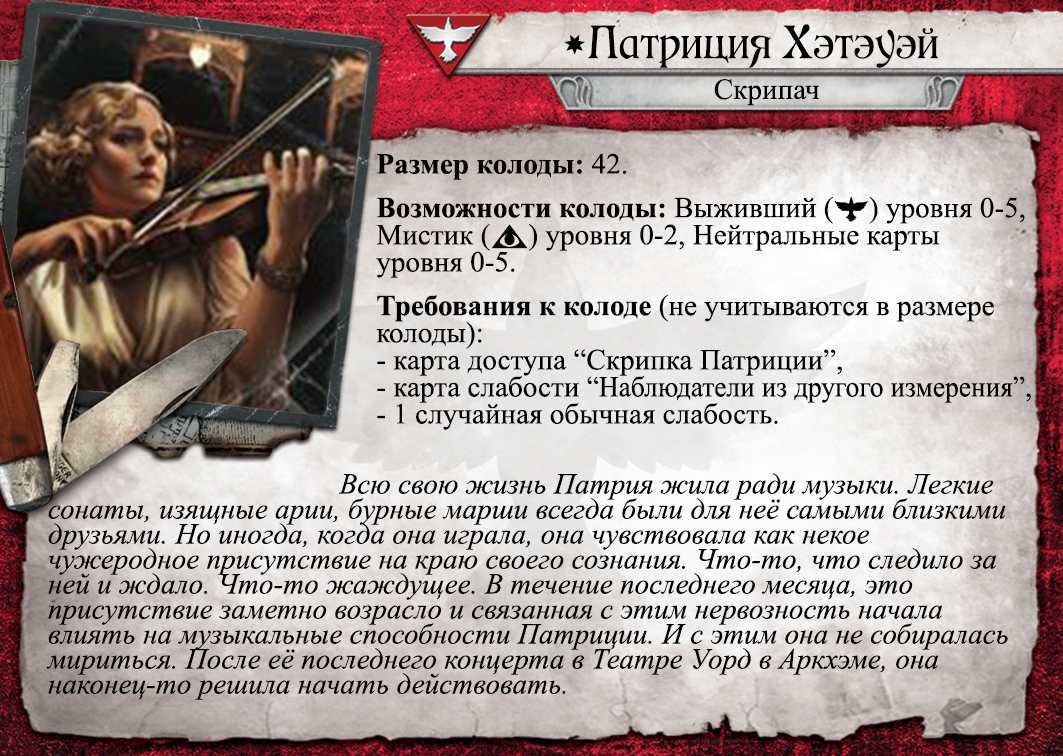 Патриция Хэтэуэй
Скрипач
Размер колоды: 42.
Возможности колоды: Выживший () уровня 0-5,
Мистик () уровня 0-2, Нейтральные карты
уровня 0-5.
Требования к колоде (не учитываются в размере
колоды):
- карта доступа “Скрипка Патриции”,
- карта слабости “Наблюдатели из другого измерения”,
- 1 случайная обычная слабость.
Всю свою жизнь Патрия жила ради музыки. Легкие
сонаты, изящные арии, бурные марши всегда были для неё самыми близкими
друзьями. Но иногда, когда она играла, она чувствовала как некое
чужеродное присутствие на краю своего сознания. Что-то, что следило за
ней и ждало. Что-то жаждущее. В течение последнего месяца, это
присутствие заметно возрасло и связанная с этим нервозность начала
влиять на музыкальные способности Патриции. И с этим она не собиралась
мириться. После её последнего концерта в Театре Уорд в Аркхэме, она
наконец-то решила начать действовать.